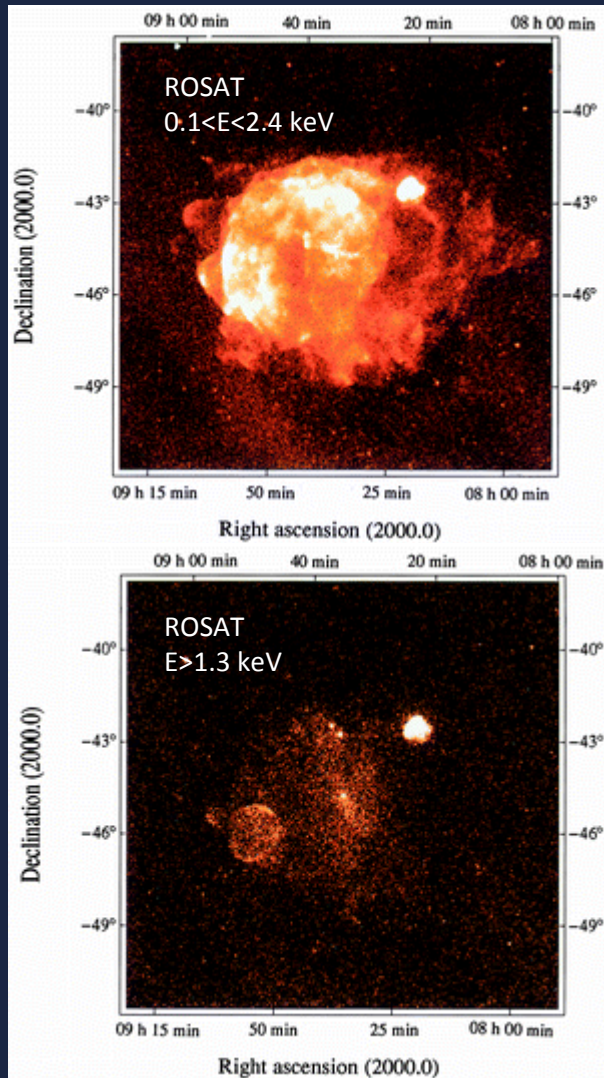 09 h 00 min 40 min 20 min 08 h 00 min
ROSAT
0.1<E<2.4 keV
−40° −40°
−43° −43°
−46° −46°
−49° −49°
Declination (2000.0)
09 h 15 min 50 min 25 min 08 h 00 min
Right ascension (2000.0)
09 h 00 min 40 min 20 min 08 h 00 min
ROSAT
E>1.3 keV
−40° −40°
−43° −43°
−46° −46°
−49° −49°
Declination (2000.0)
09 h 15 min 50 min 25 min 08 h 00 min
Right ascension (2000.0)